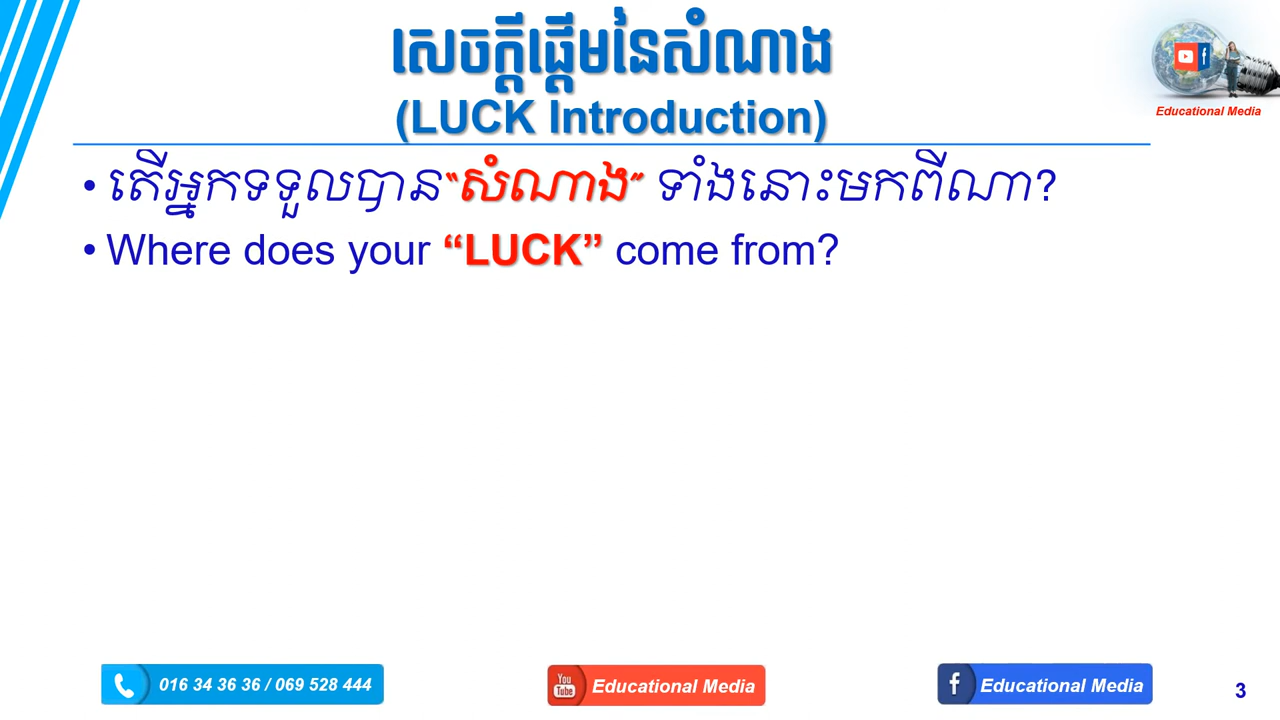 សេចក្ដីផ្ដើមនៃសំណាង
(LUCK Introduction)
Educational Media
• តើអ្នកទទួលបាន“សំណាង” ទាំងនោះមកពីណា?
• Where does your “LUCK” come from?
016 34 36 36 / 069 528 444
You Tube Educational Media
f Educational Media
3